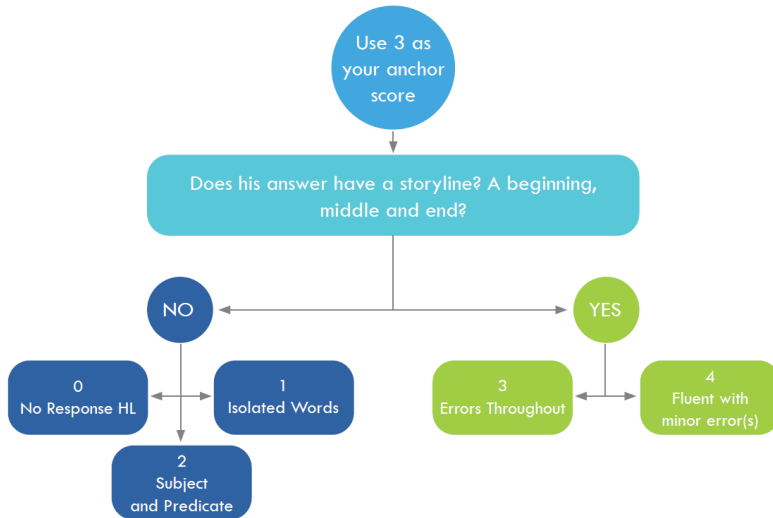 Use 3 as
your anchor
score
Does his answer have a storyline? A beginning,
middle and end?
NO
YES
0
No Response HL
1
Isolated Words
2
Subject
and Predicate
3
Errors Throughout
4
Fluent with
minor error(s)